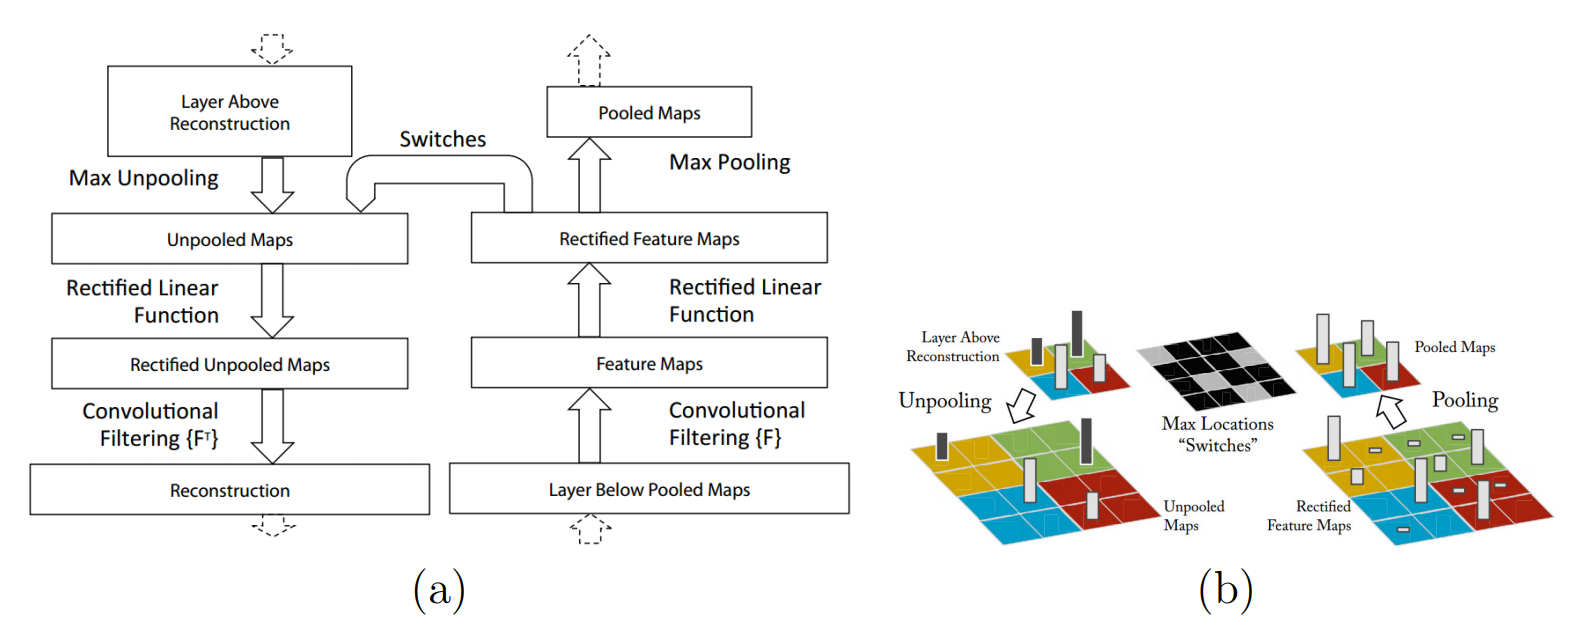 Layer Above
Reconstruction
Switches
Pooled Maps
Max Unpooling
Max Pooling
Unpooled Maps
Rectified Feature Maps
Rectified Linear
Function
Rectified Linear
Function
Rectified Unpooled Maps
Feature Maps
Convolutional
Filtering {Fᵀ}
Convolutional
Filtering {F}
Reconstruction
Layer Below Pooled Maps
(a)
Layer Above
Reconstruction
Pooled Maps
Unpooling
Max Locations
"Switches"
Pooling
Unpooled
Maps
Rectified
Feature Maps
(b)